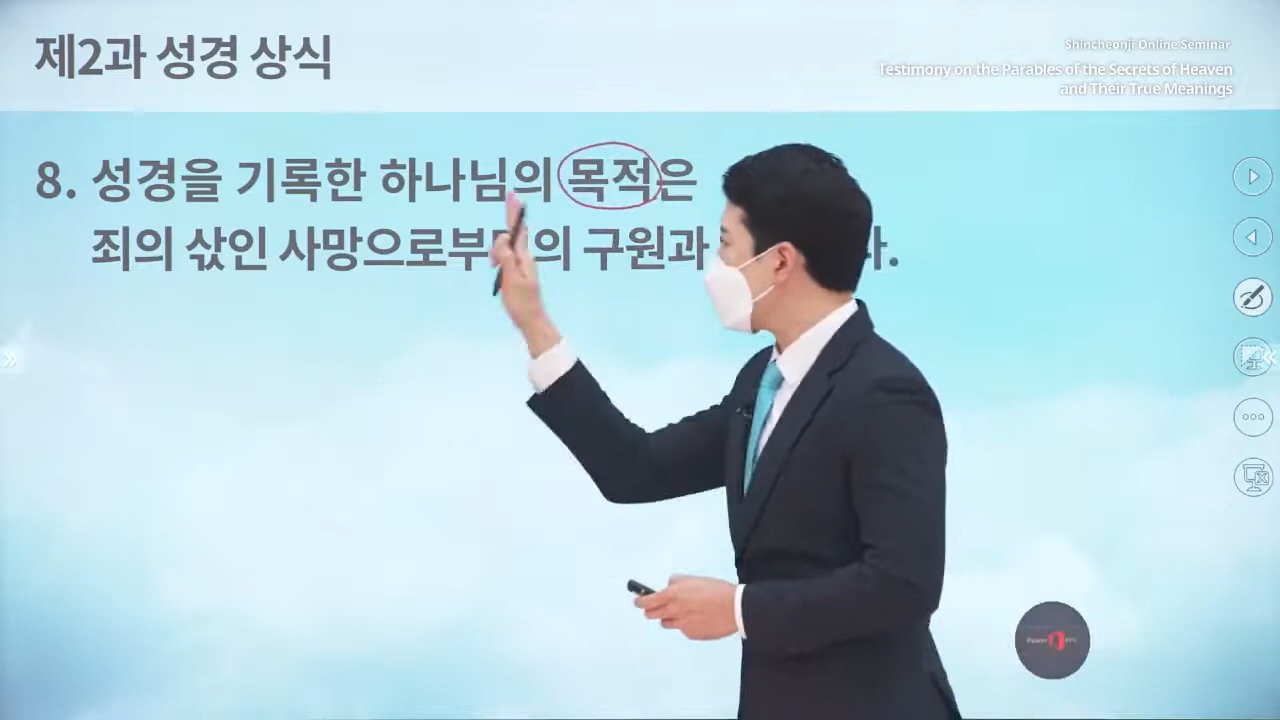 제2과 성경 상식
Shincheonji Online Seminar
Testimony on the Parables of the Secrets of Heaven
and Their True Meanings
8. 성경을 기록한 하나님의 목적은
죄의 삯인 사망으로부 의 구원과